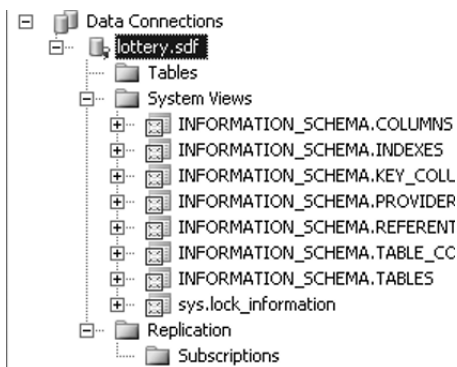 Data Connections
lottery.sdf
Tables
System Views
INFORMATION_SCHEMA.COLUMNS
INFORMATION_SCHEMA.INDEXES
INFORMATION_SCHEMA.KEY_COLU
INFORMATION_SCHEMA.PROVIDER
INFORMATION_SCHEMA.REFERENT
INFORMATION_SCHEMA.TABLE_CO
INFORMATION_SCHEMA.TABLES
sys.lock_information
Replication
Subscriptions